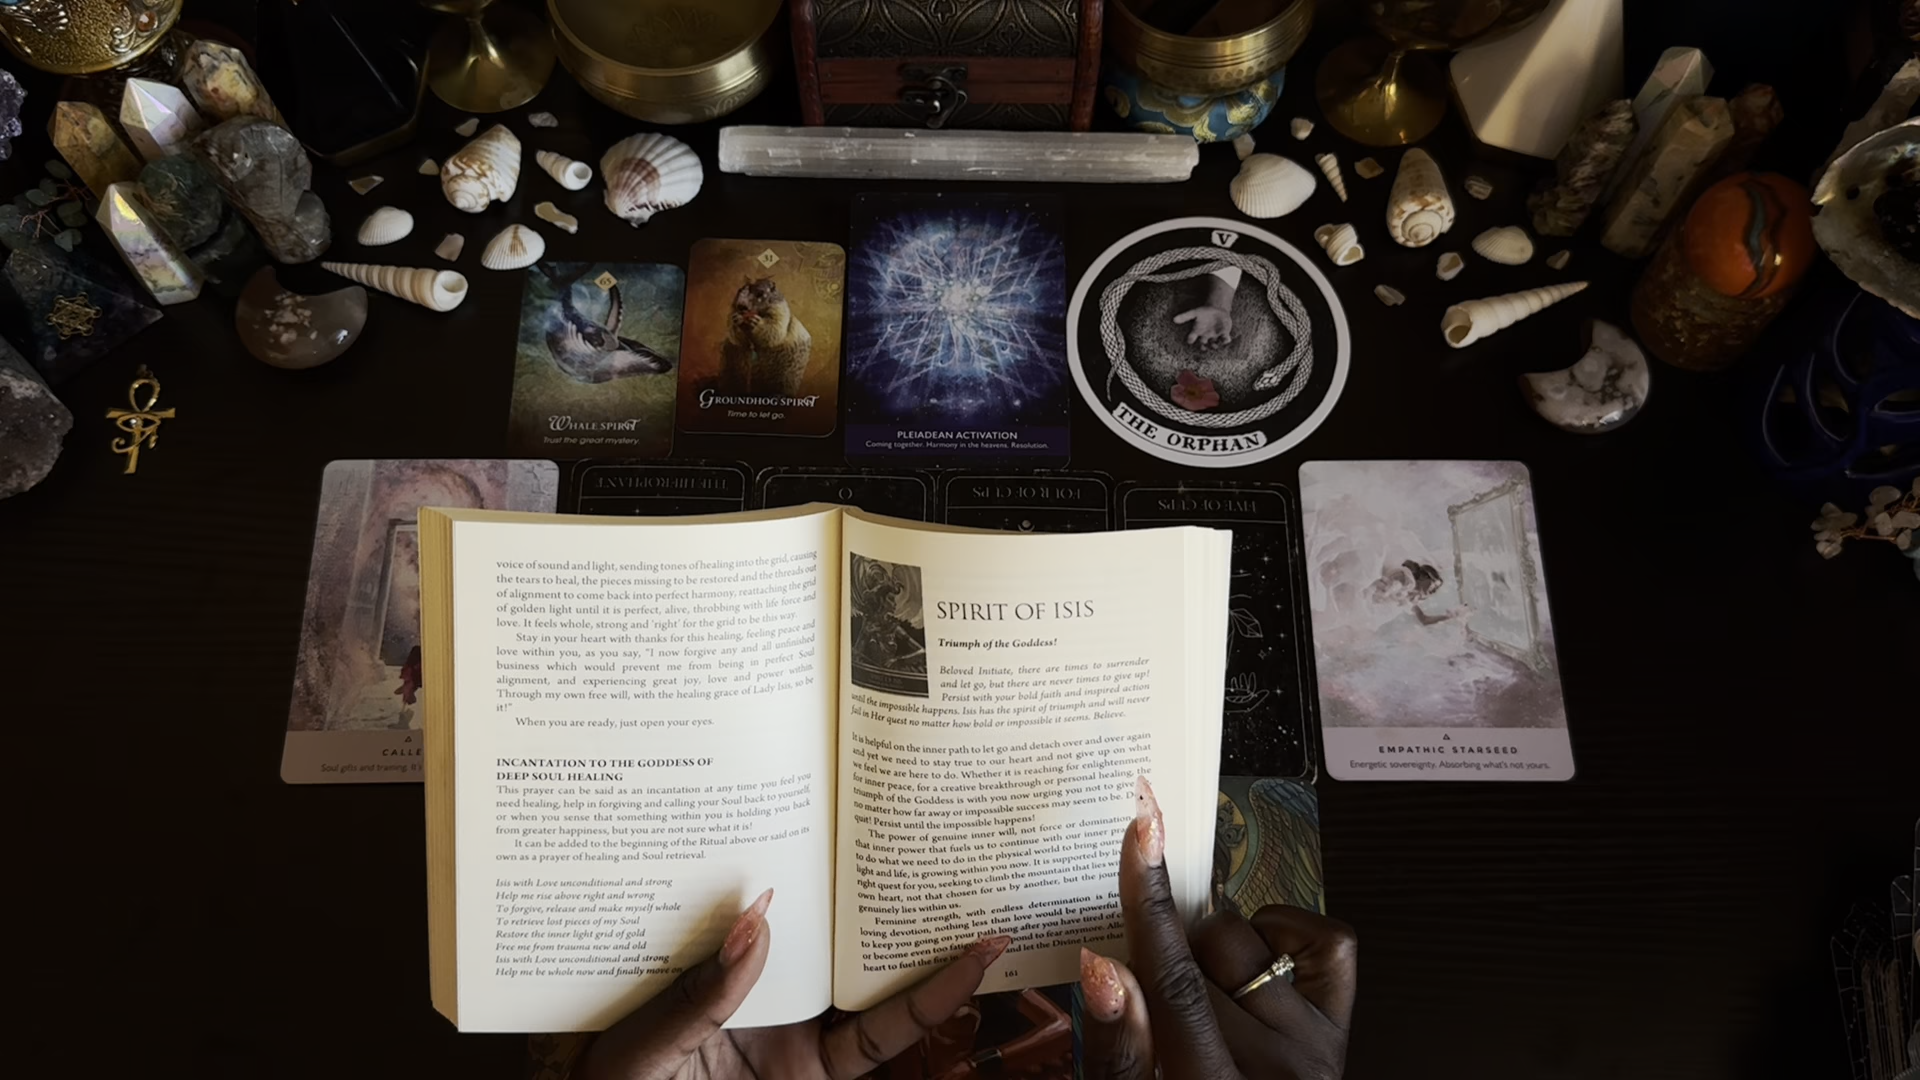 65
WHALE SPIRIT
Trust the great mystery.
31
GROUNDHOG SPIRIT
Time to let go.
PLEIADEAN ACTIVATION
Coming together. Harmony in the heavens. Resolution.
V
THE ORPHAN
THE HIEROPHANT
O
FOUR OF CUPS
FIVE OF CUPS
CALLE
Soul gifts and training. It's
EMPATHIC STARSEED
Energetic sovereignty. Absorbing what's not yours.
voice of sound and light, sending tones of healing into the grid, causing
the tears to heal, the pieces missing to be restored and the threads out
of alignment to come back into perfect harmony, reattaching the grid
of golden light until it is perfect, alive, throbbing with life force and
love. It feels whole, strong and 'right' for the grid to be this way.
Stay in your heart with thanks for this healing, feeling peace and
love within you, as you say, "I now forgive any and all unfinished
business which would prevent me from being in perfect Soul
alignment, and experiencing great joy, love and power within.
Through my own free will, with the healing grace of Lady Isis, so be
it!"
When you are ready, just open your eyes.
INCANTATION TO THE GODDESS OF
DEEP SOUL HEALING
This prayer can be said as an incantation at any time you feel you
need healing, help in forgiving and calling your Soul back to yourself,
or when you sense that something within you is holding you back
from greater happiness, but you are not sure what it is!
It can be added to the beginning of the Ritual above or said on its
own as a prayer of healing and Soul retrieval.
Isis with Love unconditional and strong
Help me rise above right and wrong
To forgive, release and make myself whole
To retrieve lost pieces of my Soul
Restore the inner light grid of gold
Free me from trauma new and old
Isis with Love unconditional and strong
Help me be whole now and finally move on
SPIRIT OF ISIS
Triumph of the Goddess!
Beloved Initiate, there are times to surrender
and let go, but there are never times to give up!
Persist with your bold faith and inspired action
until the impossible happens. Isis has the spirit of triumph and will never
fail in Her quest no matter how bold or impossible it seems. Believe.
It is helpful on the inner path to let go and detach over and over again
and yet we need to stay true to our heart and not give up on what
we feel we are here to do. Whether it is reaching for enlightenment,
for inner peace, for a creative breakthrough or personal healing, the
triumph of the Goddess is with you now urging you not to give
no matter how far away or impossible success may seem to be. D
quit! Persist until the impossible happens!
The power of genuine inner will, not force or domination,
that inner power that fuels us to continue with our inner
to do what we need to do in the physical world to bring
light and life, is growing within you now. It is supported by
right quest for you, seeking to climb the mountain that lies
own heart, not that chosen for us by another, but the
genuinely lies within us.
Feminine strength, with endless determination is
loving devotion, nothing less than love would be powerful
to keep you going on your path long after you have tired of
or become even too pond to fear anymore.
heart to fuel the fire in and let the Divine Love that
161